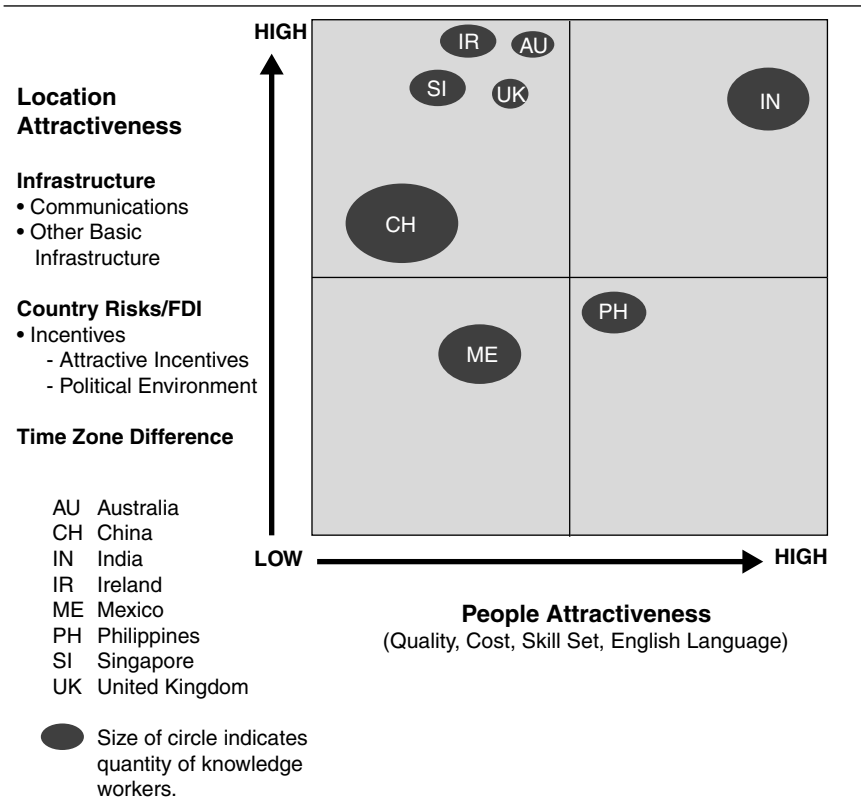 HIGH
Location
Attractiveness
Infrastructure
• Communications
• Other Basic
Infrastructure
Country Risks/FDI
• Incentives
- Attractive Incentives
- Political Environment
Time Zone Difference
AU Australia
CH China
IN India
IR Ireland
ME Mexico
PH Philippines
SI Singapore
UK United Kingdom
Size of circle indicates
quantity of knowledge
workers.
IR
AU
SI
UK
IN
CH
PH
ME
LOW
HIGH
People Attractiveness
(Quality, Cost, Skill Set, English Language)